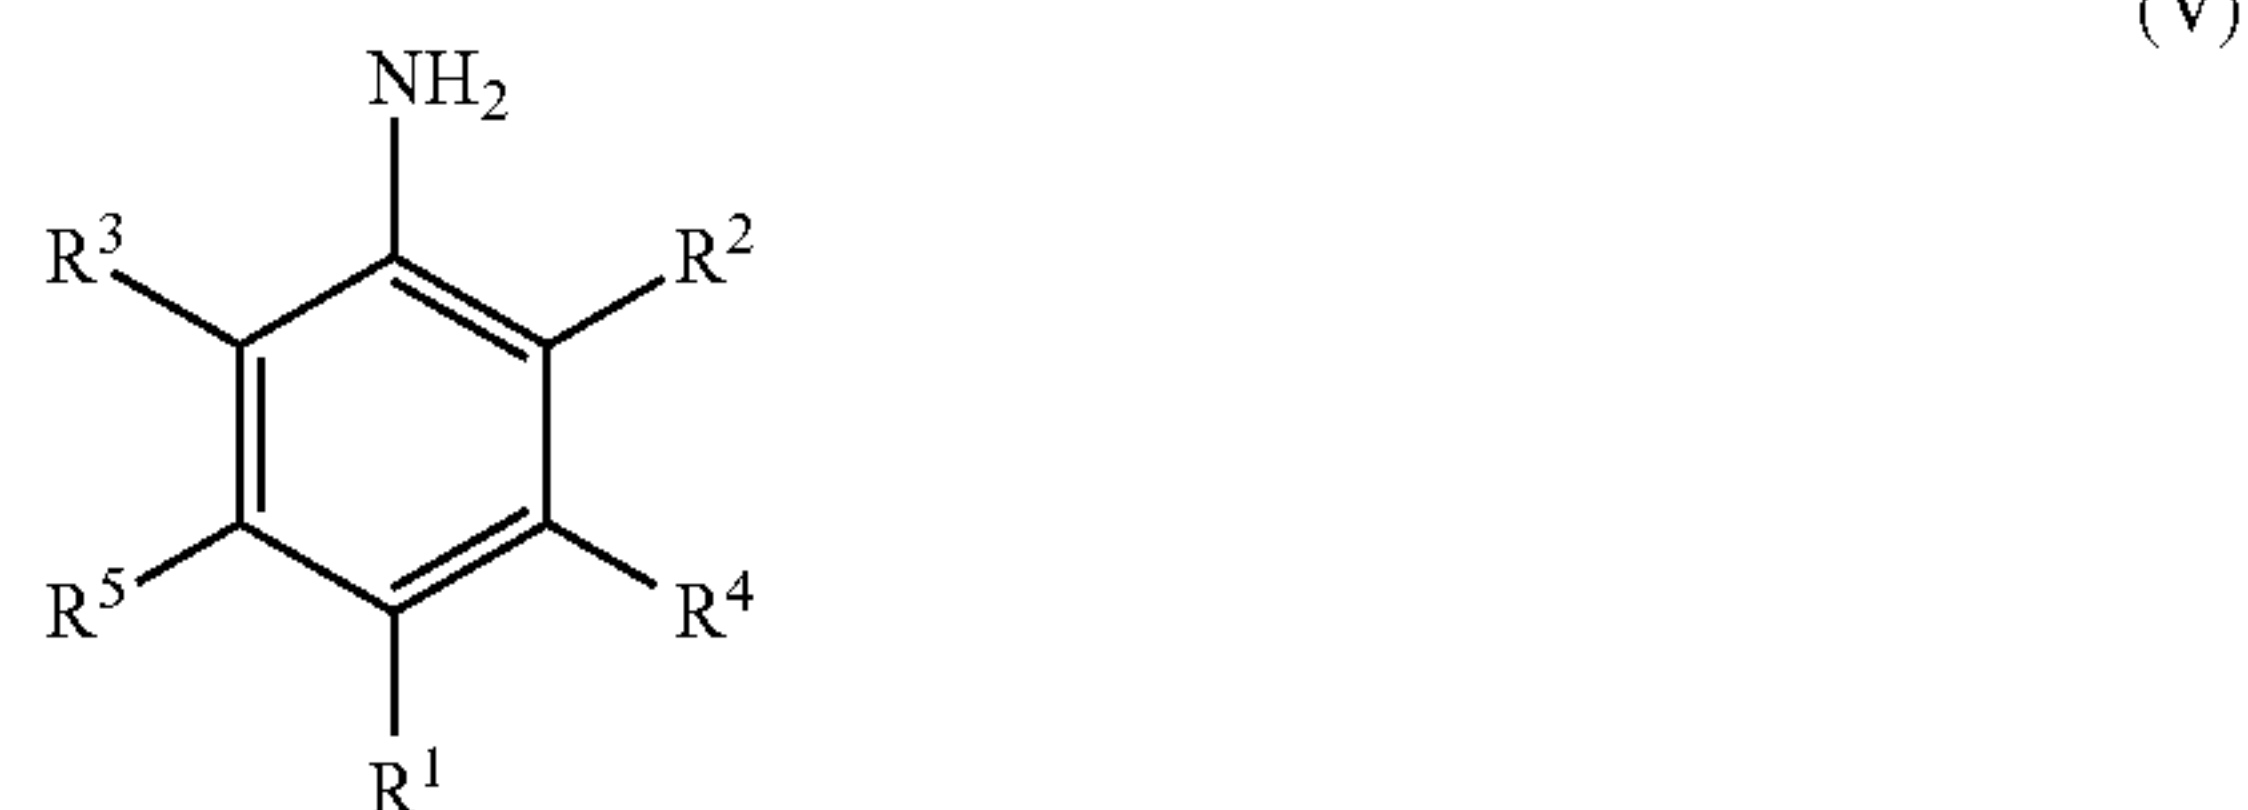 (V)
NH₂
R³ R²
R⁵ R⁴
R¹